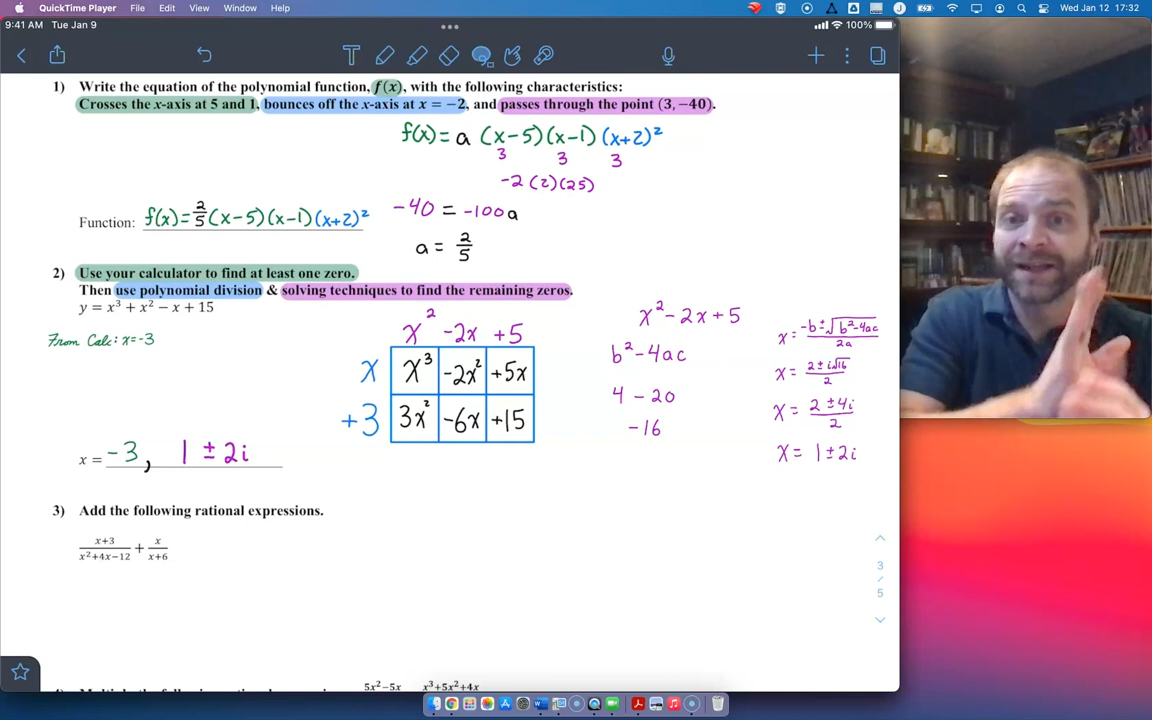 QuickTime Player File Edit View Window Help
Wed Jan 12 17:32
9:41 AM Tue Jan 9
100%
1) Write the equation of the polynomial function, f(x), with the following characteristics:
Crosses the x-axis at 5 and 1, bounces off the x-axis at x = −2, and passes through the point (3, −40).
f(x) = a (x−5)(x−1)(x+2)²
3 3 3
-2(2)(25)
-40 = -100a
Function: f(x) = 2/5 (x−5)(x−1)(x+2)²
a = 2/5
2) Use your calculator to find at least one zero.
Then use polynomial division & solving techniques to find the remaining zeros.
y = x³ + x² − x + 15
From Calc: x=-3
x² -2x +5
x x³ -2x² +5x
+3 3x² -6x +15
x² - 2x + 5
b² - 4ac
4 - 20
-16
x = -b±√b²-4ac / 2a
x = 2 ± i√16 / 2
x = 2 ± 4i / 2
x = 1 ± 2i
x = -3, 1 ± 2i
3) Add the following rational expressions.
x+3/x²+4x−12 + x/x+6
3
/
5
5x²−5x x³+5x²+4x